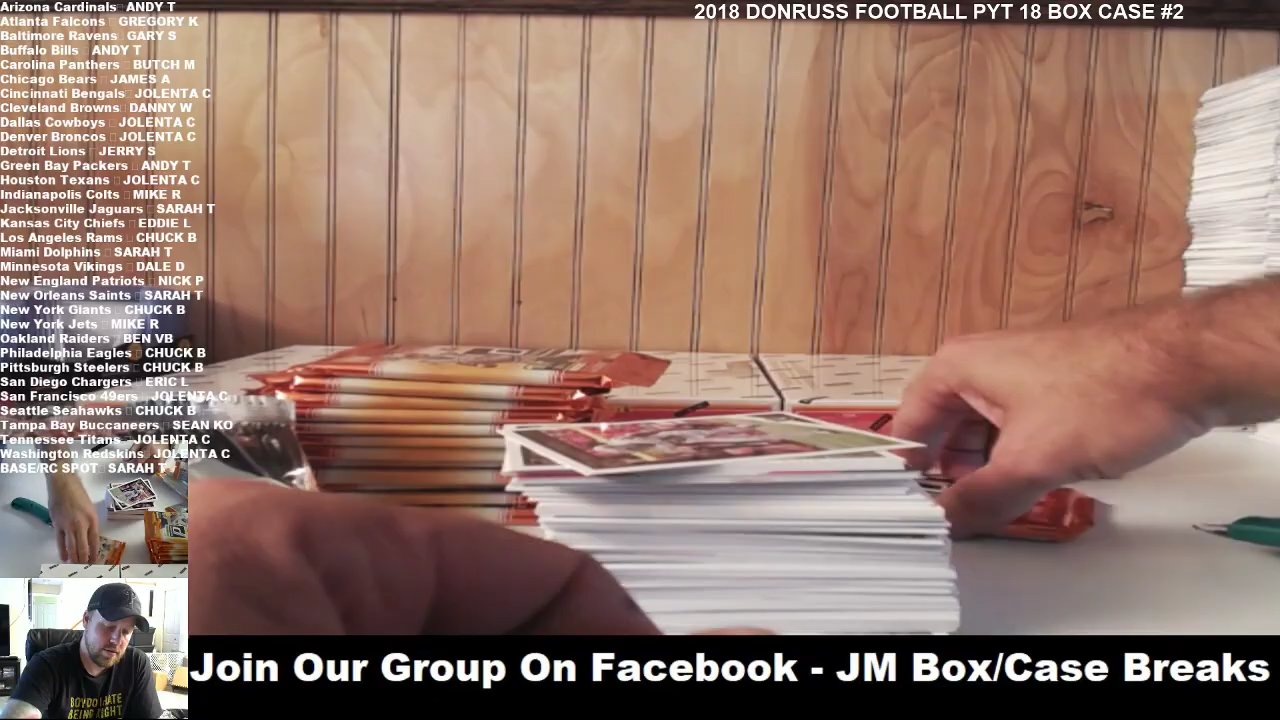 2018 DONRUSS FOOTBALL PYT 18 BOX CASE #2
Arizona Cardinals ANDY T
Atlanta Falcons GREGORY K
Baltimore Ravens GARY S
Buffalo Bills ANDY T
Carolina Panthers BUTCH M
Chicago Bears JAMES A
Cincinnati Bengals JOLENTA C
Cleveland Browns DANNY W
Dallas Cowboys JOLENTA C
Denver Broncos JOLENTA C
Detroit Lions JERRY S
Green Bay Packers ANDY T
Houston Texans JOLENTA C
Indianapolis Colts MIKE R
Jacksonville Jaguars SARAH T
Kansas City Chiefs EDDIE L
Los Angeles Rams CHUCK B
Miami Dolphins SARAH T
Minnesota Vikings DALE D
New England Patriots NICK P
New Orleans Saints SARAH T
New York Giants CHUCK B
New York Jets MIKE R
Oakland Raiders BEN VB
Philadelphia Eagles CHUCK B
Pittsburgh Steelers CHUCK B
San Diego Chargers ERIC L
San Francisco 49ers JOLENTA C
Seattle Seahawks CHUCK B
Tampa Bay Buccaneers SEAN KO
Tennessee Titans JOLENTA C
Washington Redskins JOLENTA C
BASE/RC SPOT SARAH T
BOY DO I HATE
BEING RIGHT
Join Our Group On Facebook - JM Box/Case Breaks